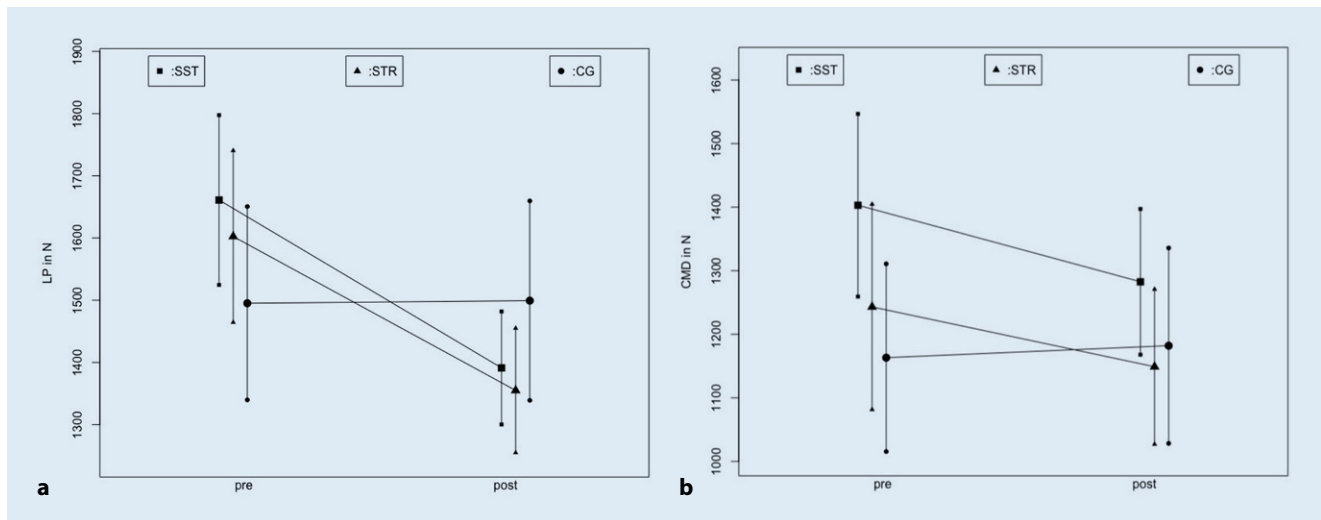 :SST :STR :CG
LP in N
1900
1800
1700
1600
1500
1400
1300
pre post
a
:SST :STR :CG
CMD in N
1600
1500
1400
1300
1200
1100
1000
pre post
b